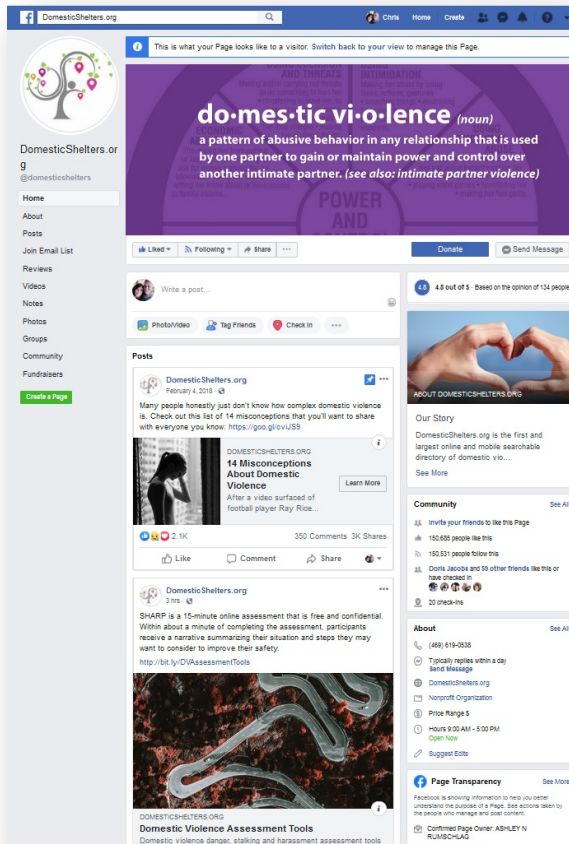 DomesticShelters.org
Chris Home Create
This is what your Page looks like to a visitor. Switch back to your view to manage this Page.
AND THREATS
INTIMIDATION
do•mes•tic vi•o•lence (noun)
a pattern of abusive behavior in any relationship that is used
by one partner to gain or maintain power and control over
another intimate partner. (see also: intimate partner violence)
POWER
AND
DomesticShelters.or
g
@domesticshelters
Home
About
Posts
Join Email List
Reviews
Videos
Notes
Photos
Groups
Community
Fundraisers
Create a Page
Liked Following Share
Donate Send Message
Write a post...
Photo/Video Tag Friends Check in
Posts
DomesticShelters.org
February 4, 2018
Many people honestly just don't know how complex domestic violence
is. Check out this list of 14 misconceptions that you'll want to share
with everyone you know: https://goo.gl/cviJS9
DOMESTICSHELTERS.ORG
14 Misconceptions
About Domestic
Violence
After a video surfaced of
football player Ray Rice...
Learn More
2.1K 350 Comments 3K Shares
Like Comment Share
DomesticShelters.org
3 hrs
SHARP is a 15-minute online assessment that is free and confidential.
Within about a minute of completing the assessment, participants
receive a narrative summarizing their situation and steps they may
want to consider to improve their safety.
http://bit.ly/DVAssessmentTools
DOMESTICSHELTERS.ORG
Domestic Violence Assessment Tools
Domestic violence danger, stalking and harassment assessment tools
4.8 4.8 out of 5 · Based on the opinion of 134 people
ABOUT DOMESTICSHELTERS.ORG
Our Story
DomesticShelters.org is the first and
largest online and mobile searchable
directory of domestic vio...
See More
Community See All
Invite your friends to like this Page
150,685 people like this
150,531 people follow this
Doris Jacobs and 59 other friends like this or
have checked in
20 check-ins
About See All
(469) 619-0538
Typically replies within a day
Send Message
DomesticShelters.org
Nonprofit Organization
Price Range $
Hours 9:00 AM - 5:00 PM
Open Now
Suggest Edits
Page Transparency See More
Facebook is showing information to help you better
understand the purpose of a Page. See actions taken by
the people who manage and post content.
Confirmed Page Owner: ASHLEY N
RUMSCHLAG